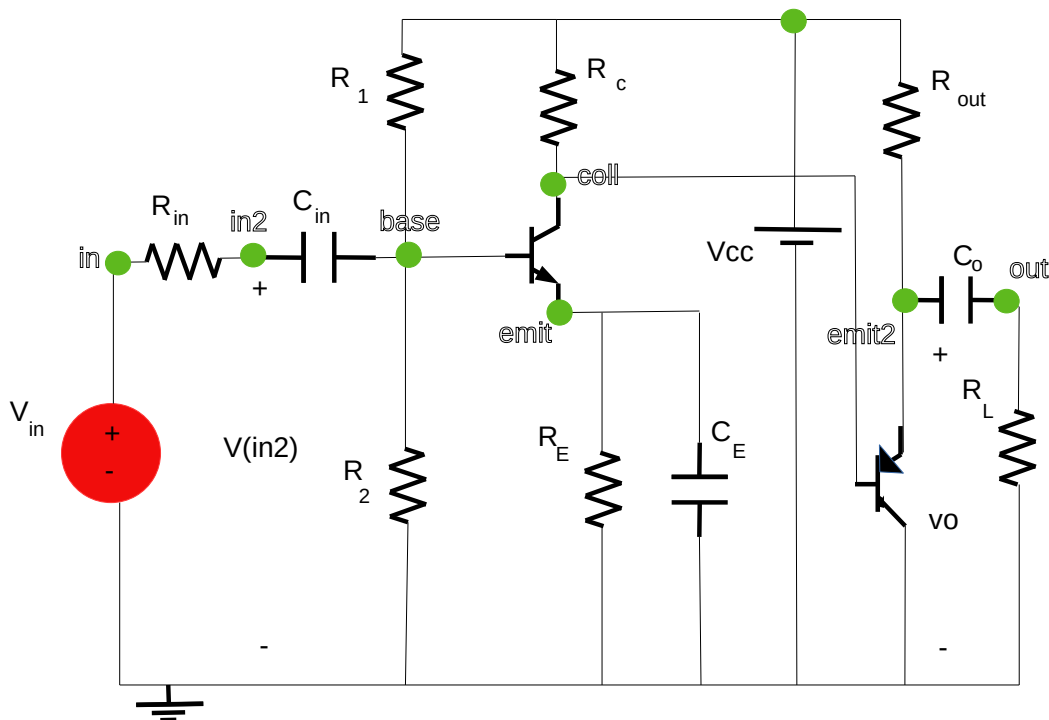 R1
Rc
Rout
Rin
in2
Cin
base
coll
in
+
Vcc
Co
out
emit
emit2
+
Vin
+
-
V(in2)
R2
RE
CE
RL
vo
-
-